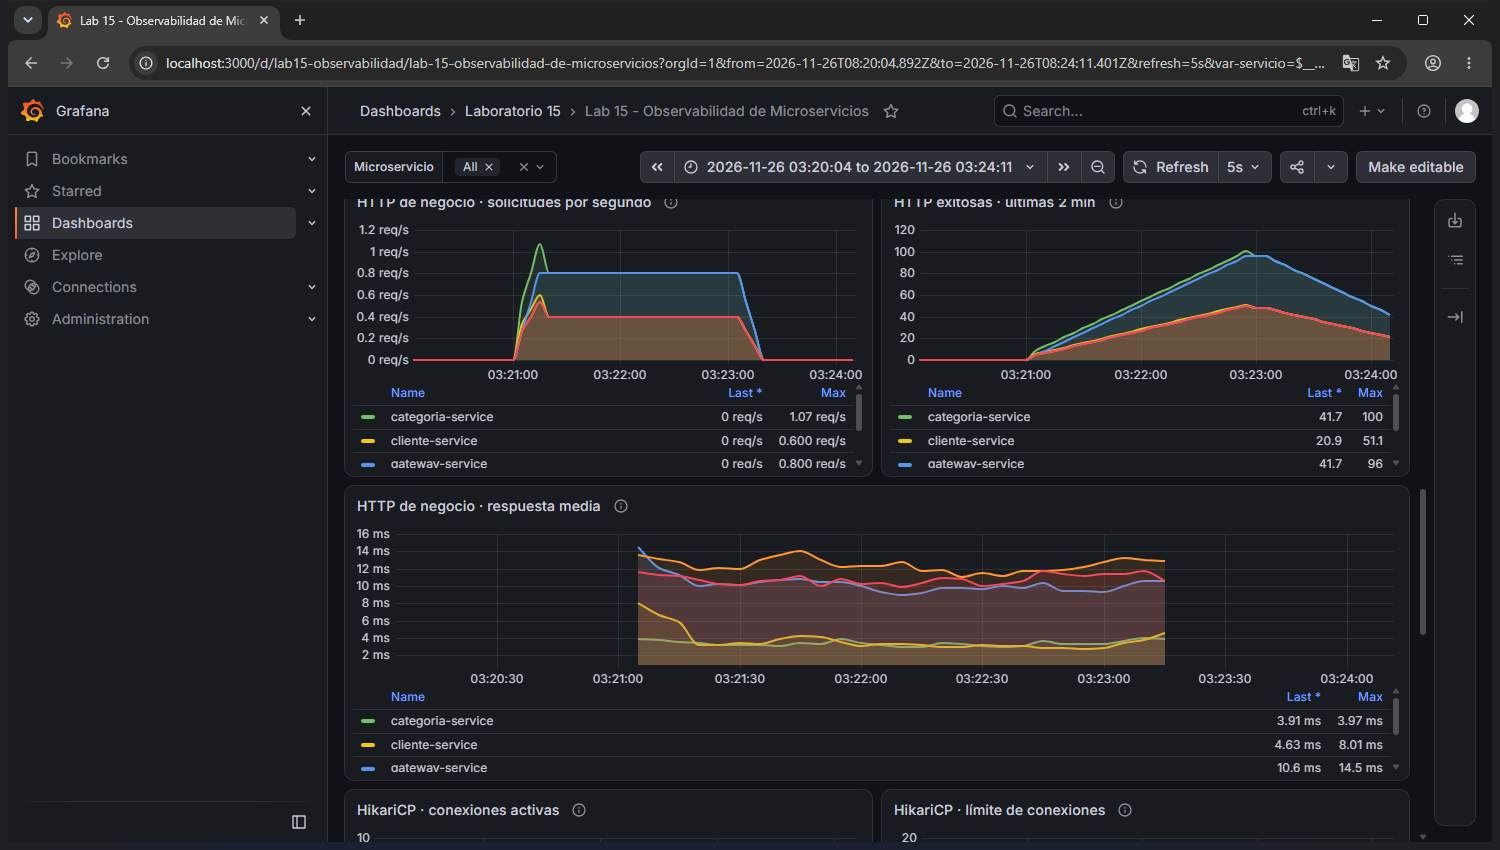 Lab 15 - Observabilidad de Mic
localhost:3000/d/lab15-observabilidad/lab-15-observabilidad-de-microservicios?orgId=1&from=2026-11-26T08:20:04.892Z&to=2026-11-26T08:24:11.401Z&refresh=5s&var-servicio=$__...
Grafana
Dashboards › Laboratorio 15 › Lab 15 - Observabilidad de Microservicios
Search...
ctrl+k
Bookmarks
Starred
Dashboards
Explore
Connections
Administration
Microservicio
All
2026-11-26 03:20:04 to 2026-11-26 03:24:11
Refresh
5s
Make editable
HTTP de negocio · solicitudes por segundo
1.2 req/s
1 req/s
0.8 req/s
0.6 req/s
0.4 req/s
0.2 req/s
0 req/s
03:21:00 03:22:00 03:23:00 03:24:00
Name Last * Max
categoria-service 0 req/s 1.07 req/s
cliente-service 0 req/s 0.600 req/s
gateway-service 0 req/s 0.800 req/s
HTTP exitosas · últimas 2 min
120
100
80
60
40
20
0
03:21:00 03:22:00 03:23:00 03:24:00
Name Last * Max
categoria-service 41.7 100
cliente-service 20.9 51.1
gateway-service 41.7 96
HTTP de negocio · respuesta media
16 ms
14 ms
12 ms
10 ms
8 ms
6 ms
4 ms
2 ms
03:20:30 03:21:00 03:21:30 03:22:00 03:22:30 03:23:00 03:23:30 03:24:00
Name Last * Max
categoria-service 3.91 ms 3.97 ms
cliente-service 4.63 ms 8.01 ms
gateway-service 10.6 ms 14.5 ms
HikariCP · conexiones activas
10
HikariCP · límite de conexiones
20